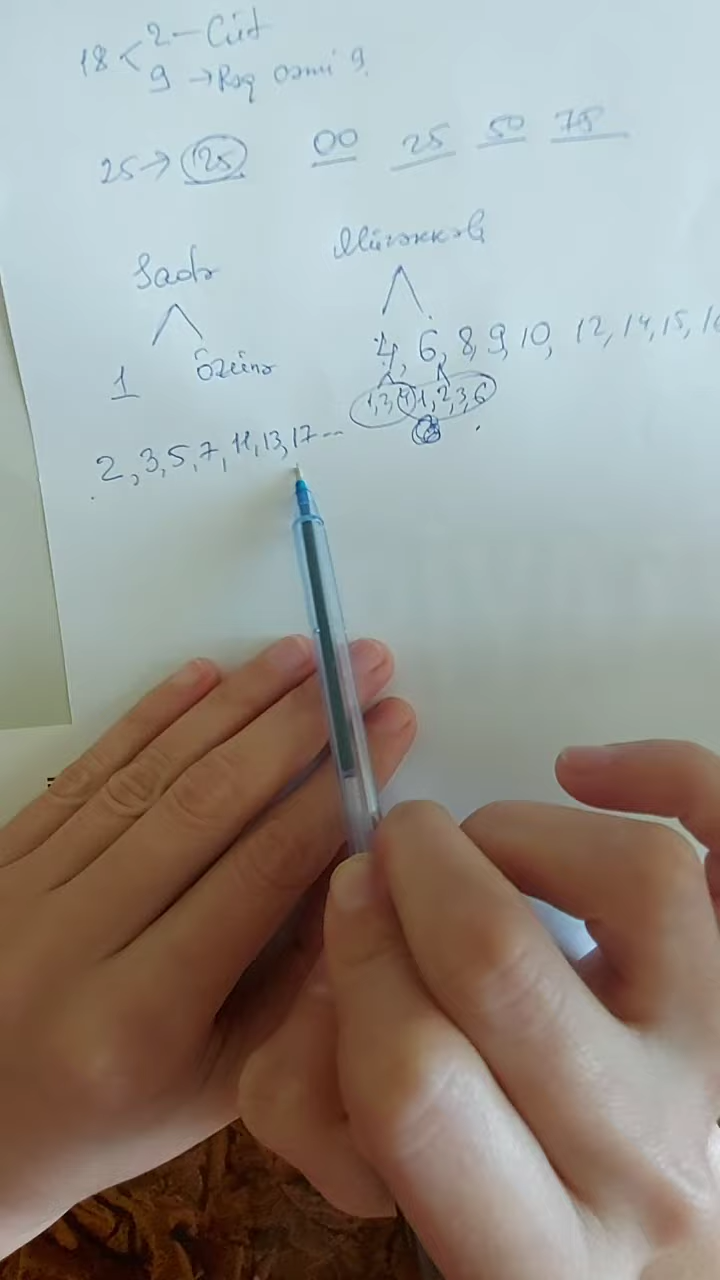 18 < 2 — Cüt
9 → Rəq cəmi 9.
25 → 25 00 25 50 75
Sadə Mürəkkəb
1 Özünə
4, 6, 8, 9, 10, 12, 14, 15, 16
1, 3, 4 1, 2, 3, 6
2, 3, 5, 7, 11, 13, 17...